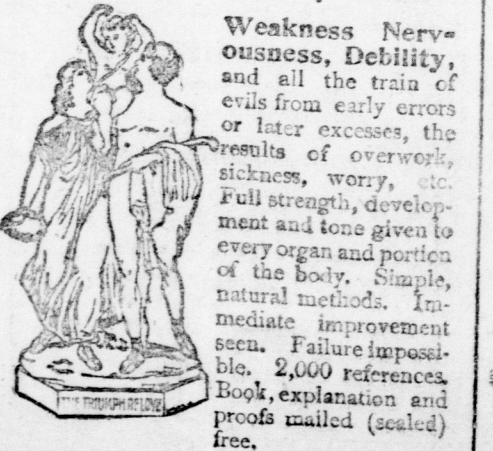 Weakness Nerv-
ousness, Debility,
and all the train of
evils from early errors
or later excesses, the
results of overwork,
sickness, worry, etc.
Full strength, develop-
ment and tone given to
every organ and portion
of the body. Simple,
natural methods. Im-
mediate improvement
seen. Failure impossi-
ble. 2,000 references.
Book, explanation and
proofs mailed (sealed)
free.
THE TRIUMPH OF LOVE